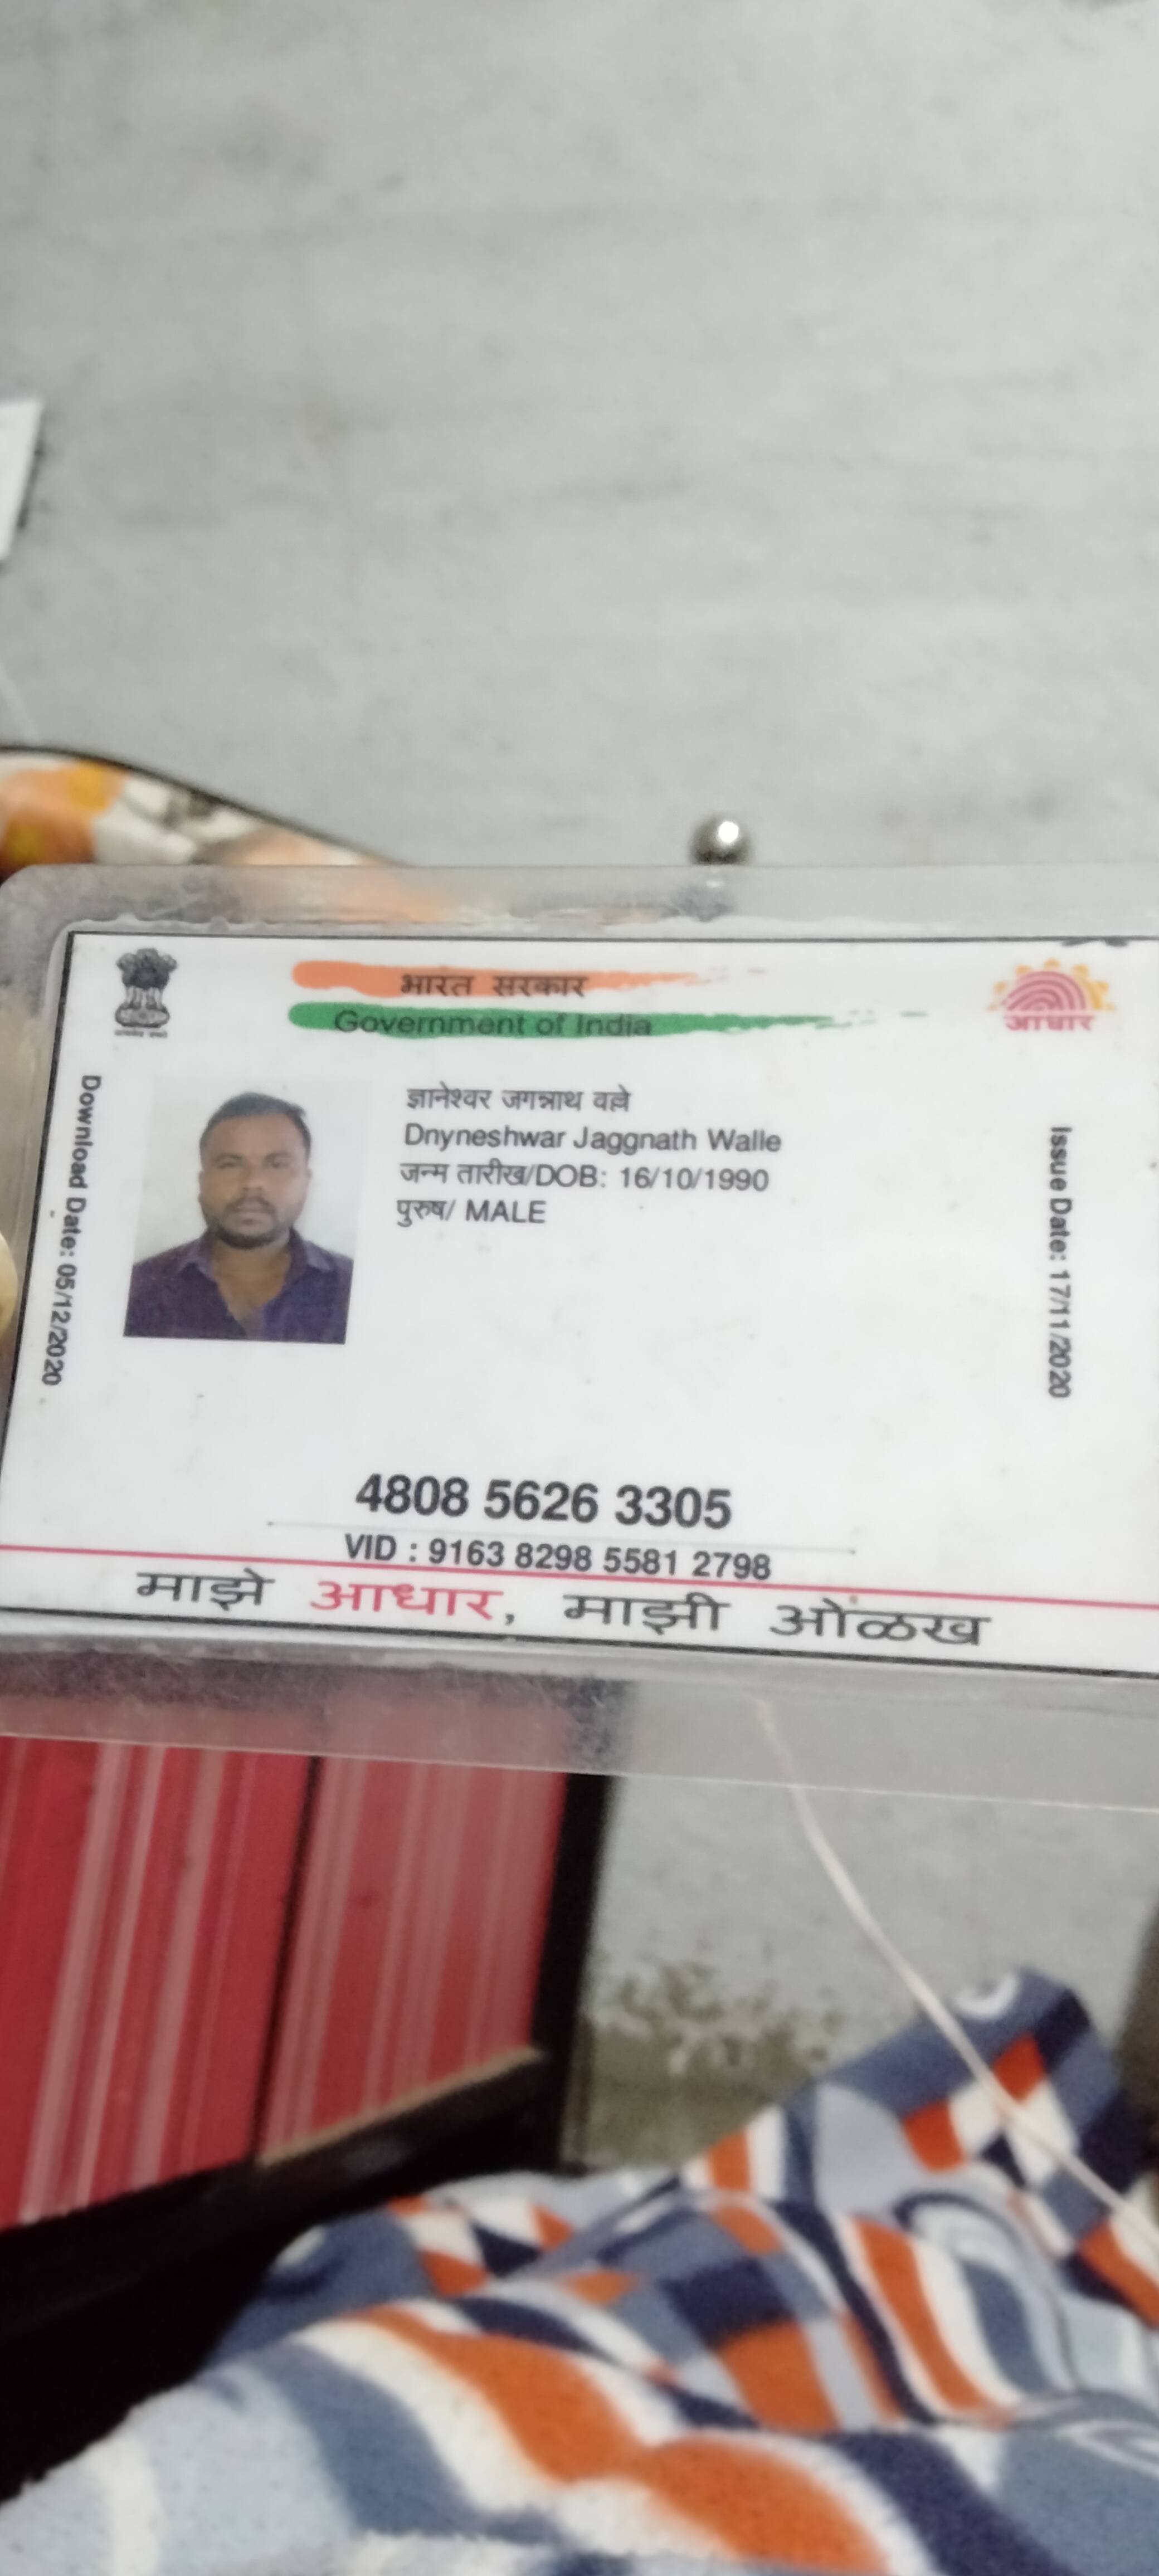 भारत सरकार
Government of India
आधार
Download Date: 05/12/2020
ज्ञानेश्वर जगन्नाथ वल्ले
Dnyneshwar Jaggnath Walle
जन्म तारीख/DOB: 16/10/1990
पुरुष/ MALE
Issue Date: 17/11/2020
4808 5626 3305
VID : 9163 8298 5581 2798
माझे आधार, माझी ओळख